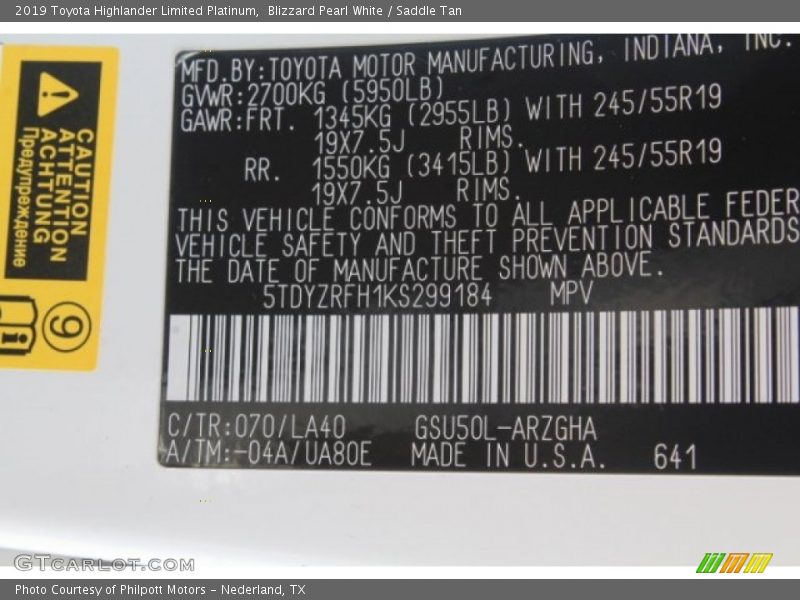 2019 Toyota Highlander Limited Platinum, Blizzard Pearl White / Saddle Tan
CAUTION
ATTENTION
ACHTUNG
Предупреждение
9
MFD.BY:TOYOTA MOTOR MANUFACTURING, INDIANA, INC.
GVWR:2700KG (5950LB)
GAWR:FRT. 1345KG (2955LB) WITH 245/55R19
19X7.5J RIMS.
RR. 1550KG (3415LB) WITH 245/55R19
19X7.5J RIMS.
THIS VEHICLE CONFORMS TO ALL APPLICABLE FEDER
VEHICLE SAFETY AND THEFT PREVENTION STANDARDS
THE DATE OF MANUFACTURE SHOWN ABOVE.
5TDYZRFH1KS299184 MPV
C/TR:070/LA40 GSU50L-ARZGHA
A/TM:-04A/UA80E MADE IN U.S.A. 641
GTCARLOT.COM
Photo Courtesy of Philpott Motors - Nederland, TX